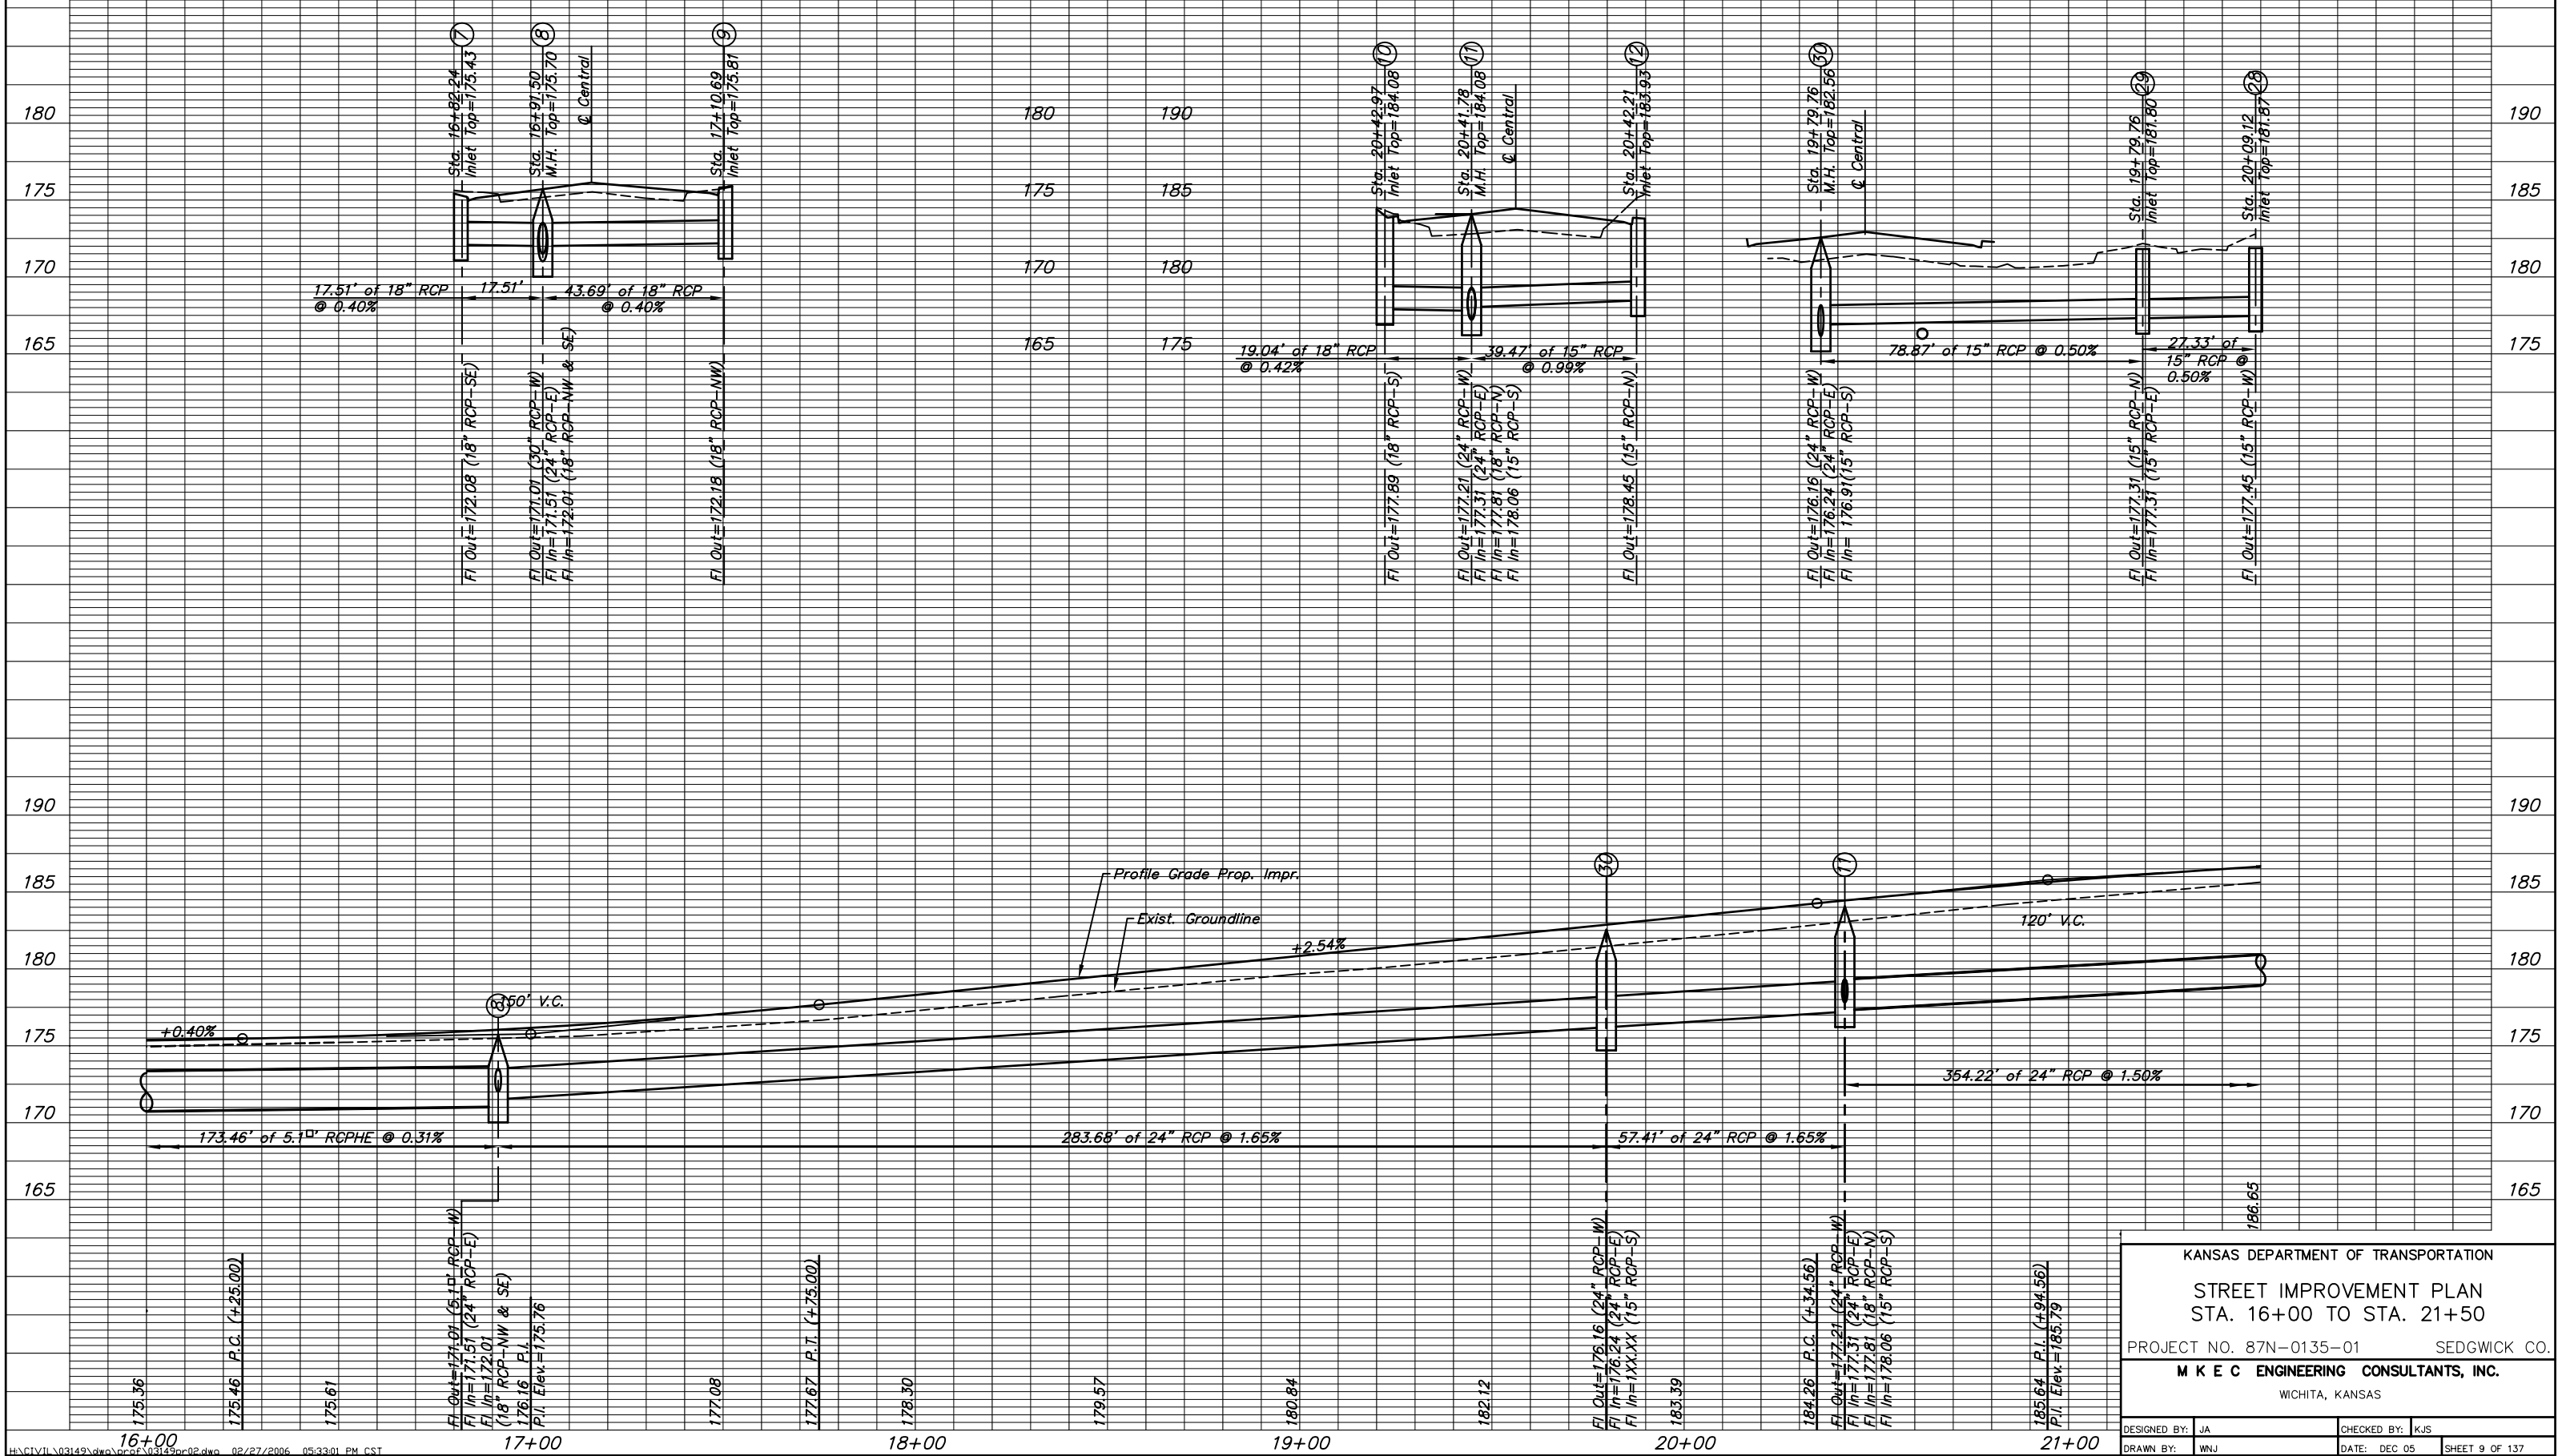 7
Sta. 16+82.24
Inlet Top=175.43
8
Sta. 16+91.50
M.H. Top=175.70
℄ Central
9
Sta. 17+10.69
Inlet Top=175.81
10
Sta. 20+42.97
Inlet Top=184.08
11
Sta. 20+41.78
M.H. Top=184.08
℄ Central
12
Sta. 20+42.21
Inlet Top=183.93
30
Sta. 19+79.76
M.H. Top=182.56
℄ Central
29
Sta. 19+79.76
Inlet Top=181.80
28
Sta. 20+09.12
Inlet Top=181.87
180
180 190
190
175
175 185
185
170
170 180
180
165
165 175
175
17.51' of 18" RCP
@ 0.40%
17.51'
43.69' of 18" RCP
@ 0.40%
19.04' of 18" RCP
@ 0.42%
39.47' of 15" RCP
@ 0.99%
78.87' of 15" RCP @ 0.50%
27.33' of
15" RCP @
0.50%
Fl Out=172.08 (18" RCP-SE)
Fl Out=171.01 (30" RCP-W)
Fl In=171.51 (24" RCP-E)
Fl In=172.01 (18" RCP-NW & SE)
Fl Out=172.18 (18" RCP-NW)
Fl Out=177.89 (18" RCP-S)
Fl Out=177.21 (24" RCP-W)
Fl In=177.31 (24" RCP-E)
Fl In=177.81 (18" RCP-N)
Fl In=178.06 (15" RCP-S)
Fl Out=178.45 (15" RCP-N)
Fl Out=176.16 (24" RCP-W)
Fl In=176.24 (24" RCP-E)
Fl In= 176.91(15" RCP-S)
Fl Out=177.31 (15" RCP-N)
Fl In=177.31 (15" RCP-E)
Fl Out=177.45 (15" RCP-W)
190
190
185
185
180
180
175
175
170
170
165
165
30
11
8
Profile Grade Prop. Impr.
Exist. Groundline
+2.54%
120' V.C.
150' V.C.
+0.40%
354.22' of 24" RCP @ 1.50%
173.46' of 5.1□' RCPHE @ 0.31%
283.68' of 24" RCP @ 1.65%
57.41' of 24" RCP @ 1.65%
175.36
175.46 P.C. (+25.00)
175.61
Fl Out=171.01 (5.1□' RCP-W)
Fl In=171.51 (24" RCP-E)
Fl In=172.01
(18" RCP-NW & SE)
176.16 P.I.
P.I. Elev.=175.76
177.08
177.67 P.T. (+75.00)
178.30
179.57
180.84
182.12
Fl Out=176.16 (24" RCP-W)
Fl In=176.24 (24" RCP-E)
Fl In=1XX.XX (15" RCP-S)
183.39
184.26 P.C. (+34.56)
Fl Out=177.21 (24" RCP-W)
Fl In=177.31 (24" RCP-E)
Fl In=177.81 (18" RCP-N)
Fl In=178.06 (15" RCP-S)
185.64 P.I. (+94.56)
P.I. Elev.=185.79
186.65
16+00
17+00
18+00
19+00
20+00
21+00
H:\CIVIL\03149\dwg\prof\03149pr02.dwg 02/27/2006 05:33:01 PM CST
KANSAS DEPARTMENT OF TRANSPORTATION
STREET IMPROVEMENT PLAN
STA. 16+00 TO STA. 21+50
PROJECT NO. 87N-0135-01 SEDGWICK CO.
M K E C ENGINEERING CONSULTANTS, INC.
WICHITA, KANSAS
DESIGNED BY: JA CHECKED BY: KJS
DRAWN BY: WNJ DATE: DEC 05 SHEET 9 OF 137